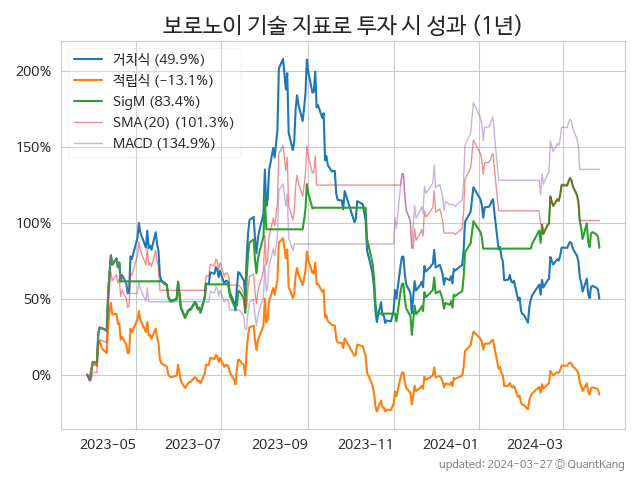 보로노이 기술 지표로 투자 시 성과 (1년)
거치식 (49.9%)
적립식 (-13.1%)
SigM (83.4%)
SMA(20) (101.3%)
MACD (134.9%)
200%
150%
100%
50%
0%
2023-05 2023-07 2023-09 2023-11 2024-01 2024-03
updated: 2024-03-27 © QuantKang